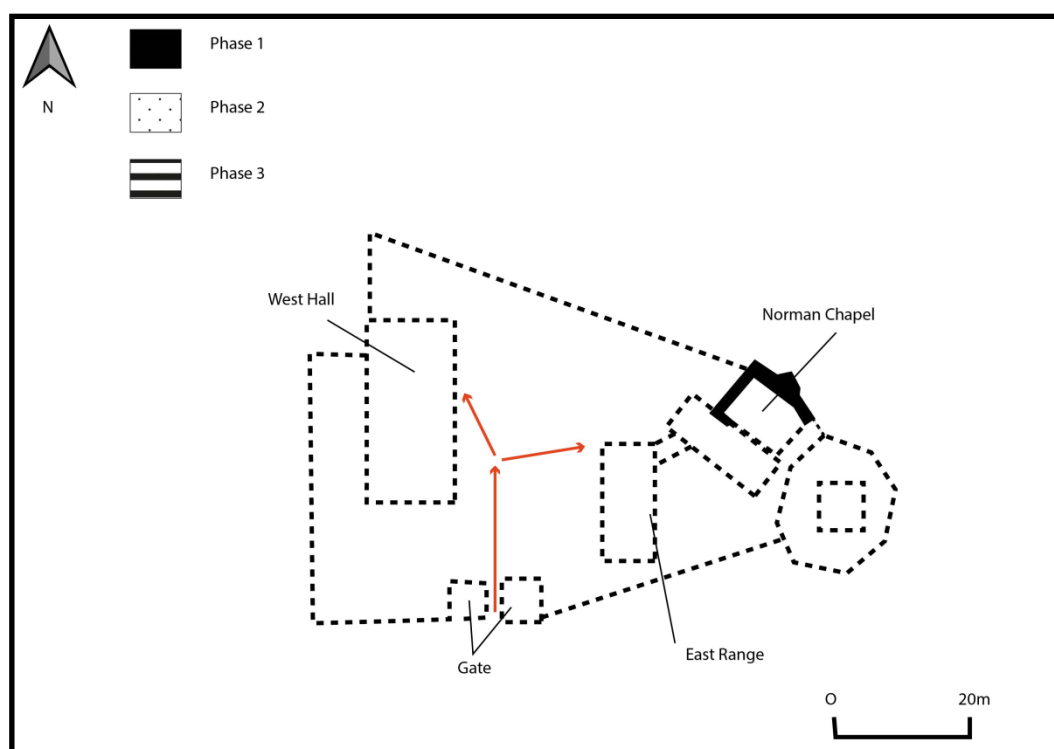 Phase 1
N
Phase 2
Phase 3
West Hall
Norman Chapel
Gate
East Range
O
20m